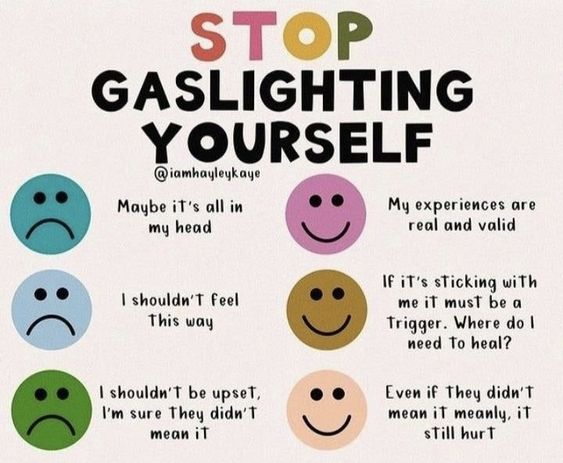 STOP
GASLIGHTING
YOURSELF
@iamhayleykaye
Maybe it's all in
my head
My experiences are
real and valid
I shouldn't feel
This way
If it's sticking with
me it must be a
Trigger. Where do I
need to heal?
I shouldn't be upset,
I'm sure they didn't
mean it
Even if they didn't
mean it meanly, it
still hurt